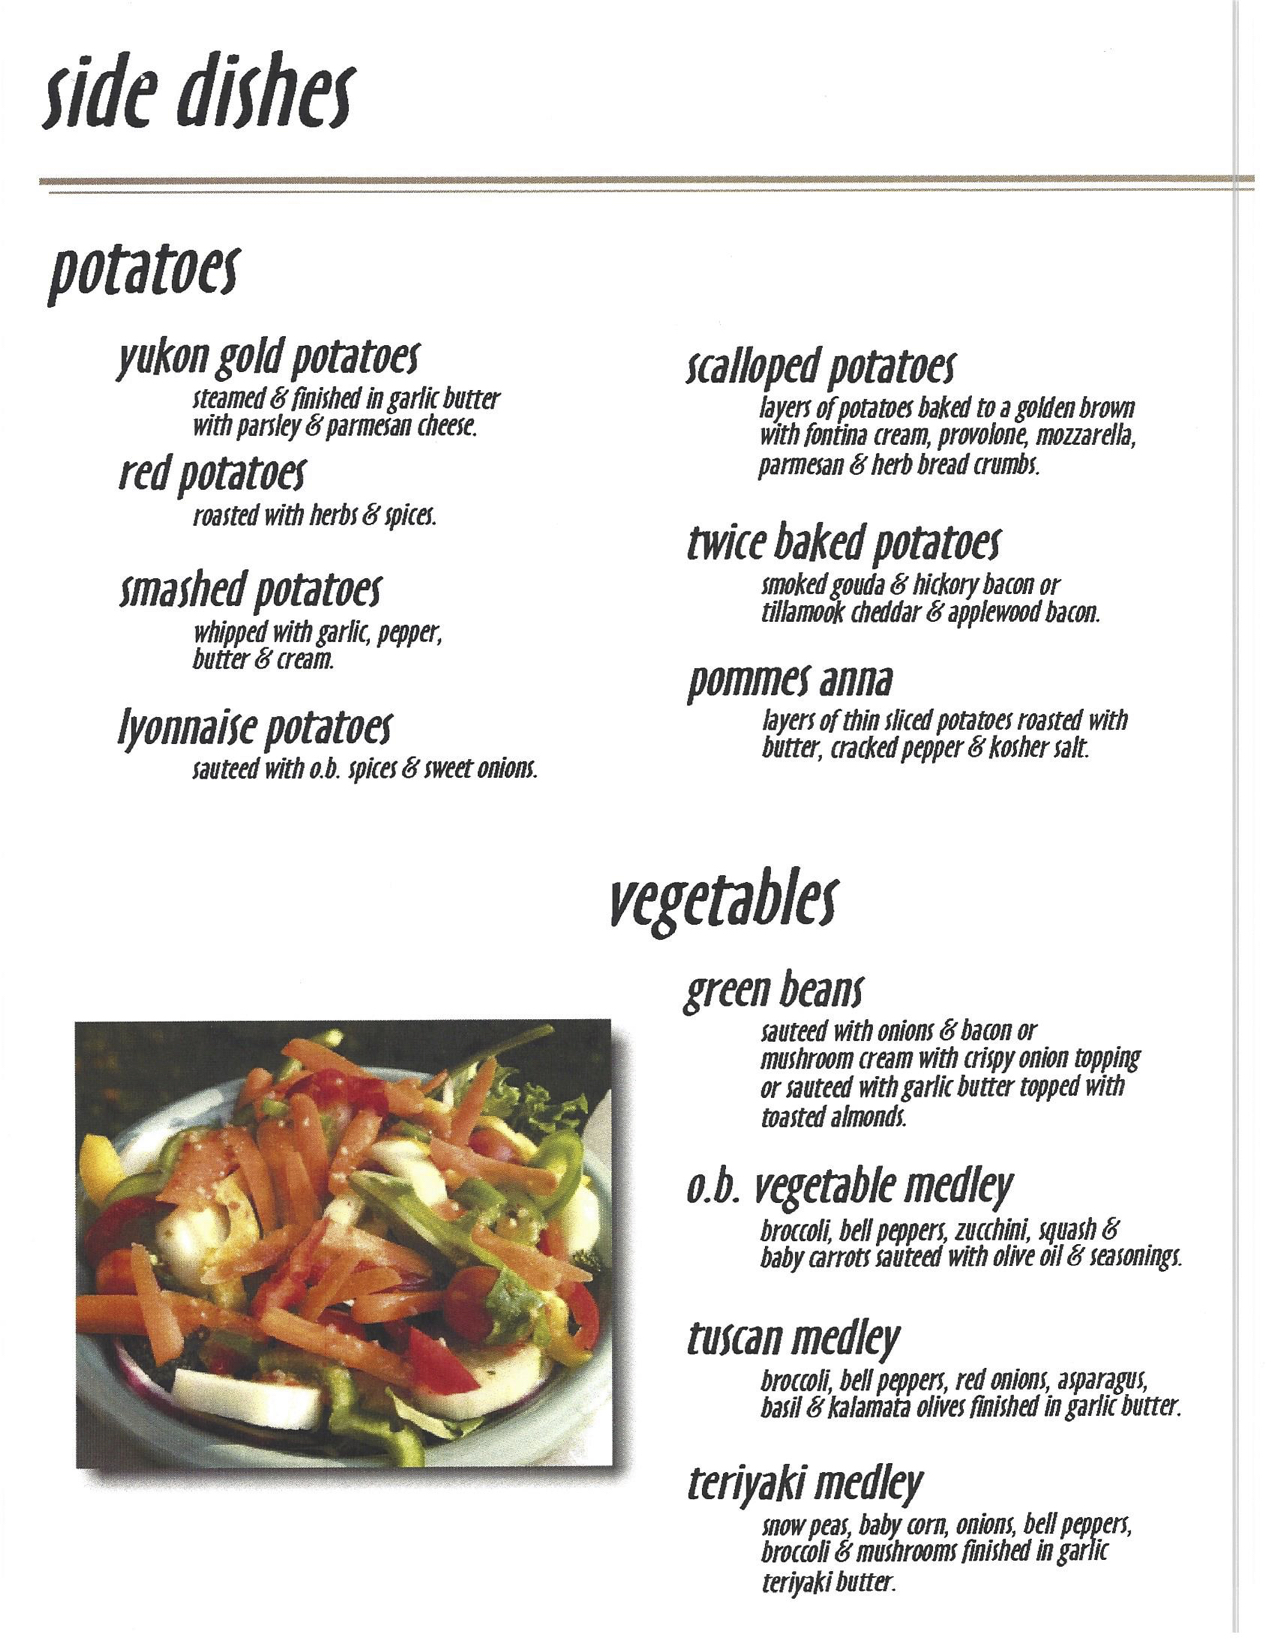 side dishes
potatoes
yukon gold potatoes
steamed & finished in garlic butter
with parsley & parmesan cheese.
red potatoes
roasted with herbs & spices.
smashed potatoes
whipped with garlic, pepper,
butter & cream.
lyonnaise potatoes
sauteed with o.b. spices & sweet onions.
scalloped potatoes
layers of potatoes baked to a golden brown
with fontina cream, provolone, mozzarella,
parmesan & herb bread crumbs.
twice baked potatoes
smoked gouda & hickory bacon or
tillamook cheddar & applewood bacon.
pommes anna
layers of thin sliced potatoes roasted with
butter, cracked pepper & kosher salt.
vegetables
green beans
sauteed with onions & bacon or
mushroom cream with crispy onion topping
or sauteed with garlic butter topped with
toasted almonds.
o.b. vegetable medley
broccoli, bell peppers, zucchini, squash &
baby carrots sauteed with olive oil & seasonings.
tuscan medley
broccoli, bell peppers, red onions, asparagus,
basil & kalamata olives finished in garlic butter.
teriyaki medley
snow peas, baby corn, onions, bell peppers,
broccoli & mushrooms finished in garlic
teriyaki butter.